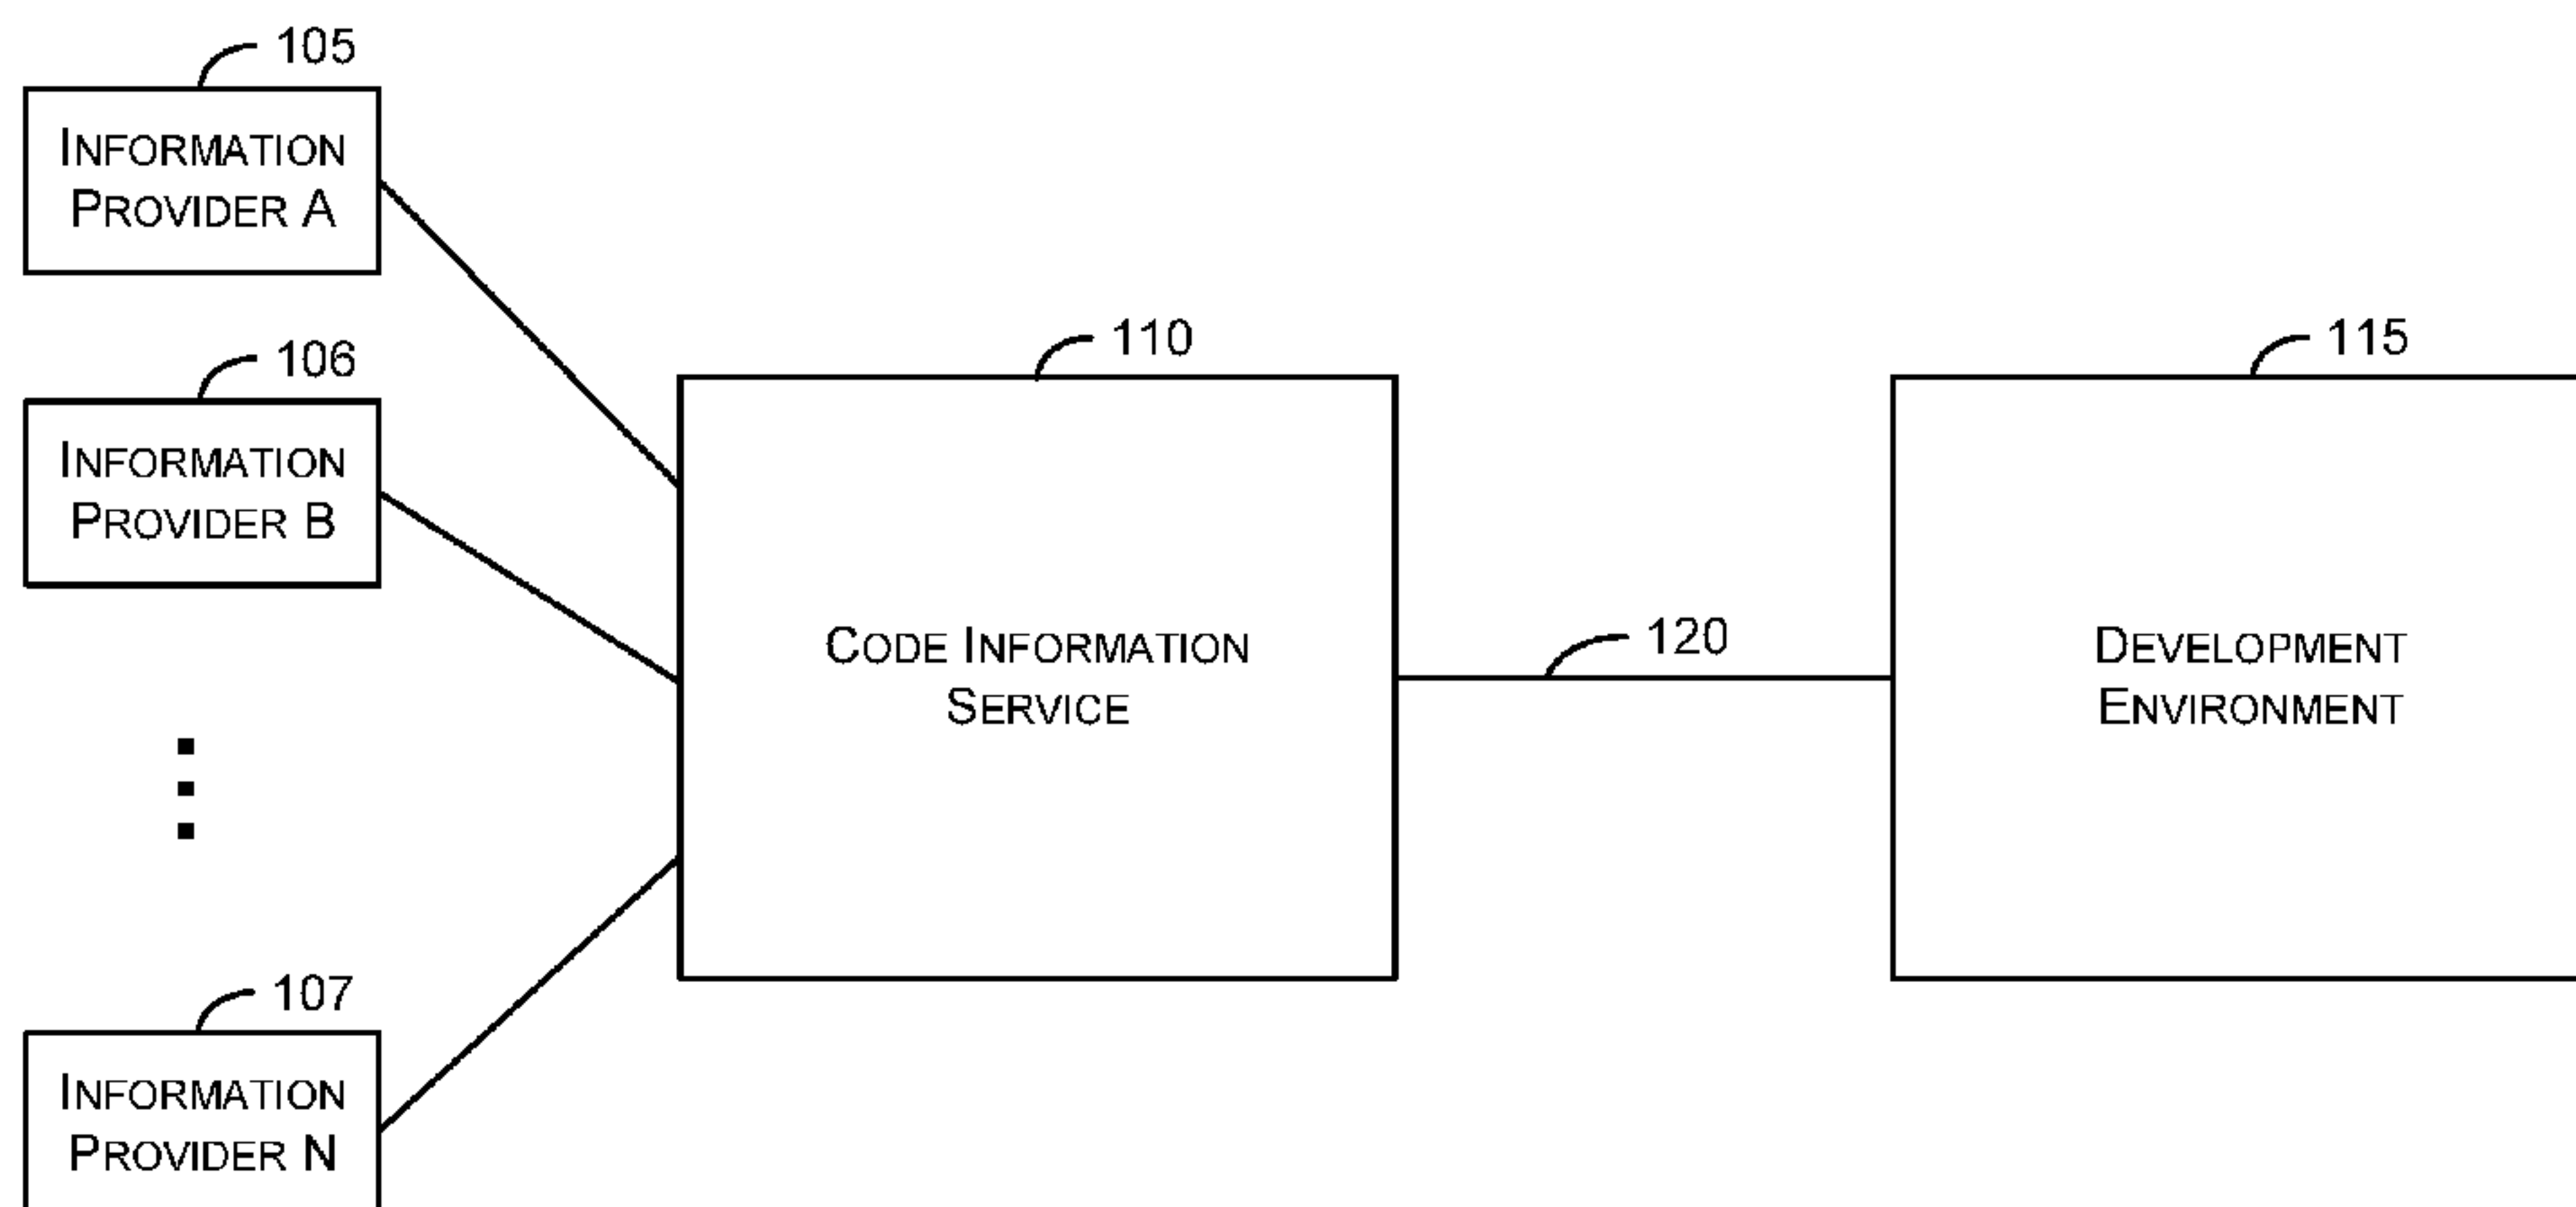 105
INFORMATION
PROVIDER A
106
INFORMATION
PROVIDER B
110
CODE INFORMATION
SERVICE
120
115
DEVELOPMENT
ENVIRONMENT
107
INFORMATION
PROVIDER N